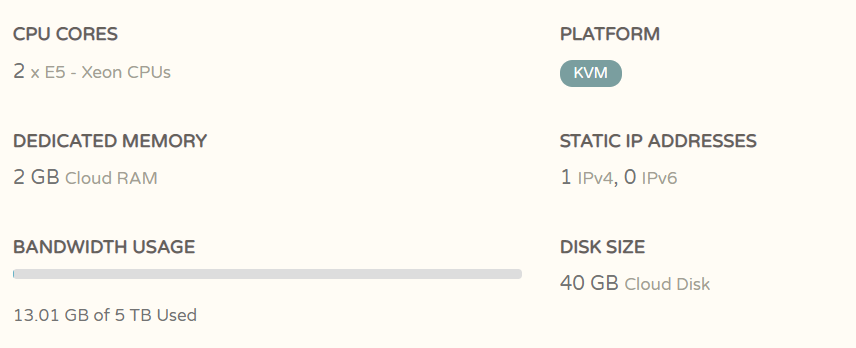 CPU CORES
2 x E5 - Xeon CPUs
PLATFORM
KVM
DEDICATED MEMORY
2 GB Cloud RAM
STATIC IP ADDRESSES
1 IPv4, 0 IPv6
BANDWIDTH USAGE
13.01 GB of 5 TB Used
DISK SIZE
40 GB Cloud Disk